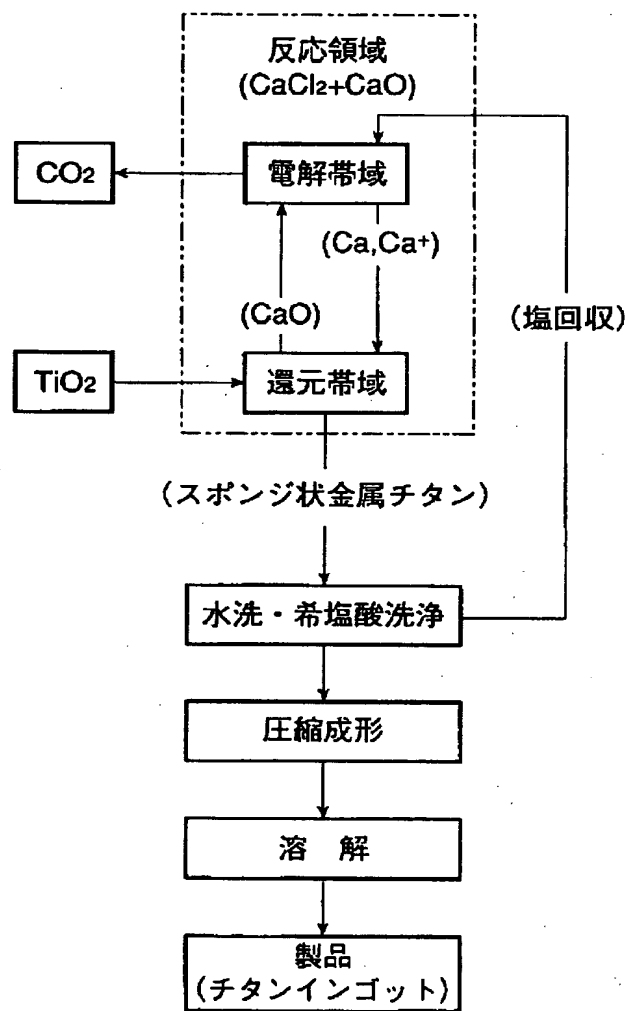 反応領域
(CaCl₂+CaO)
CO₂
電解帯域
(Ca,Ca⁺)
(CaO)
(塩回収)
TiO₂
還元帯域
(スポンジ状金属チタン)
水洗・希塩酸洗浄
圧縮成形
溶 解
製品
(チタンインゴット)